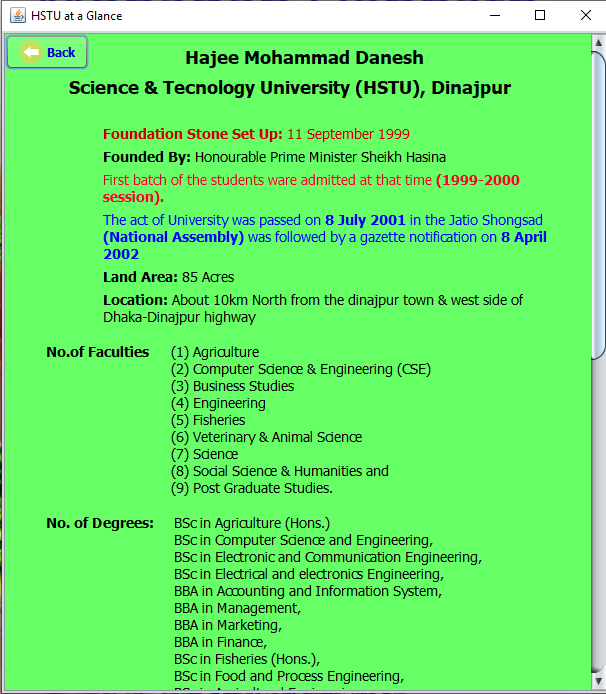 HSTU at a Glance
Back
Hajee Mohammad Danesh
Science & Tecnology University (HSTU), Dinajpur
Foundation Stone Set Up: 11 September 1999
Founded By: Honourable Prime Minister Sheikh Hasina
First batch of the students ware admitted at that time (1999-2000
session).
The act of University was passed on 8 July 2001 in the Jatio Shongsad
(National Assembly) was followed by a gazette notification on 8 April
2002
Land Area: 85 Acres
Location: About 10km North from the dinajpur town & west side of
Dhaka-Dinajpur highway
No.of Faculties (1) Agriculture
(2) Computer Science & Engineering (CSE)
(3) Business Studies
(4) Engineering
(5) Fisheries
(6) Veterinary & Animal Science
(7) Science
(8) Social Science & Humanities and
(9) Post Graduate Studies.
No. of Degrees: BSc in Agriculture (Hons.)
BSc in Computer Science and Engineering,
BSc in Electronic and Communication Engineering,
BSc in Electrical and electronics Engineering,
BBA in Accounting and Information System,
BBA in Management,
BBA in Marketing,
BBA in Finance,
BSc in Fisheries (Hons.),
BSc in Food and Process Engineering,